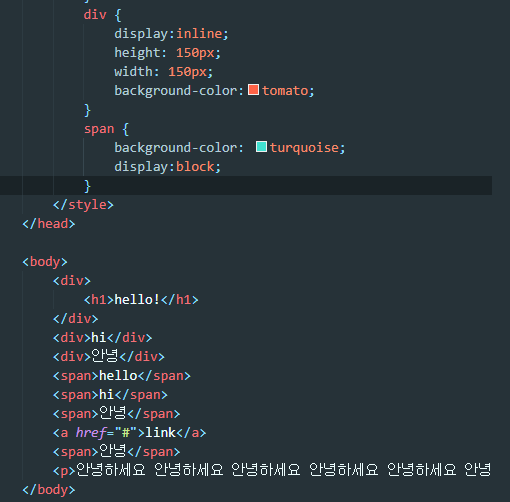 div {
display:inline;
height: 150px;
width: 150px;
background-color: tomato;
}
span {
background-color: turquoise;
display:block;
}
</style>
</head>
<body>
<div>
<h1>hello!</h1>
</div>
<div>hi</div>
<div>안녕</div>
<span>hello</span>
<span>hi</span>
<span>안녕</span>
<a href="#">link</a>
<span>안녕</span>
<p>안녕하세요 안녕하세요 안녕하세요 안녕하세요 안녕하세요 안녕
</body>